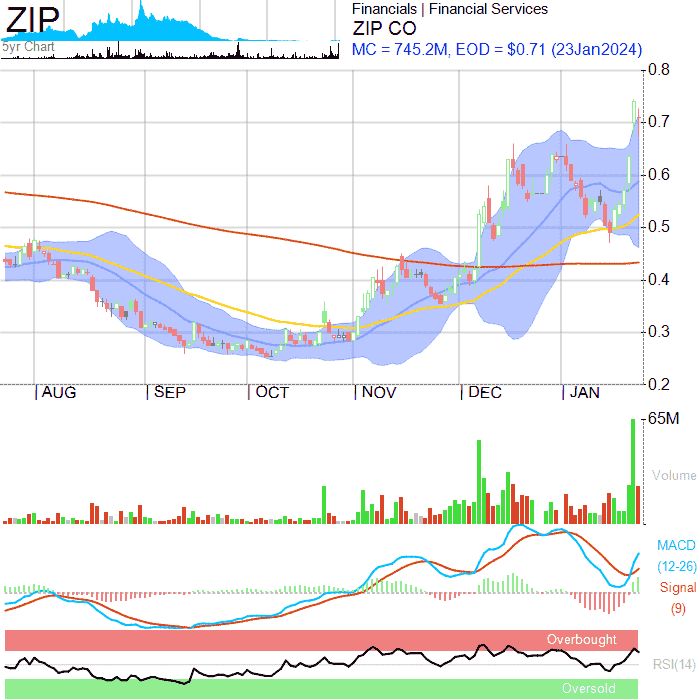 ZIP
5yr Chart
Financials | Financial Services
ZIP CO
MC = 745.2M, EOD = $0.71 (23Jan2024)
0.8
0.7
0.6
0.5
0.4
0.3
0.2
AUG SEP OCT NOV DEC JAN
65M
Volume
MACD
(12-26)
Signal
(9)
Overbought
RSI(14)
Oversold